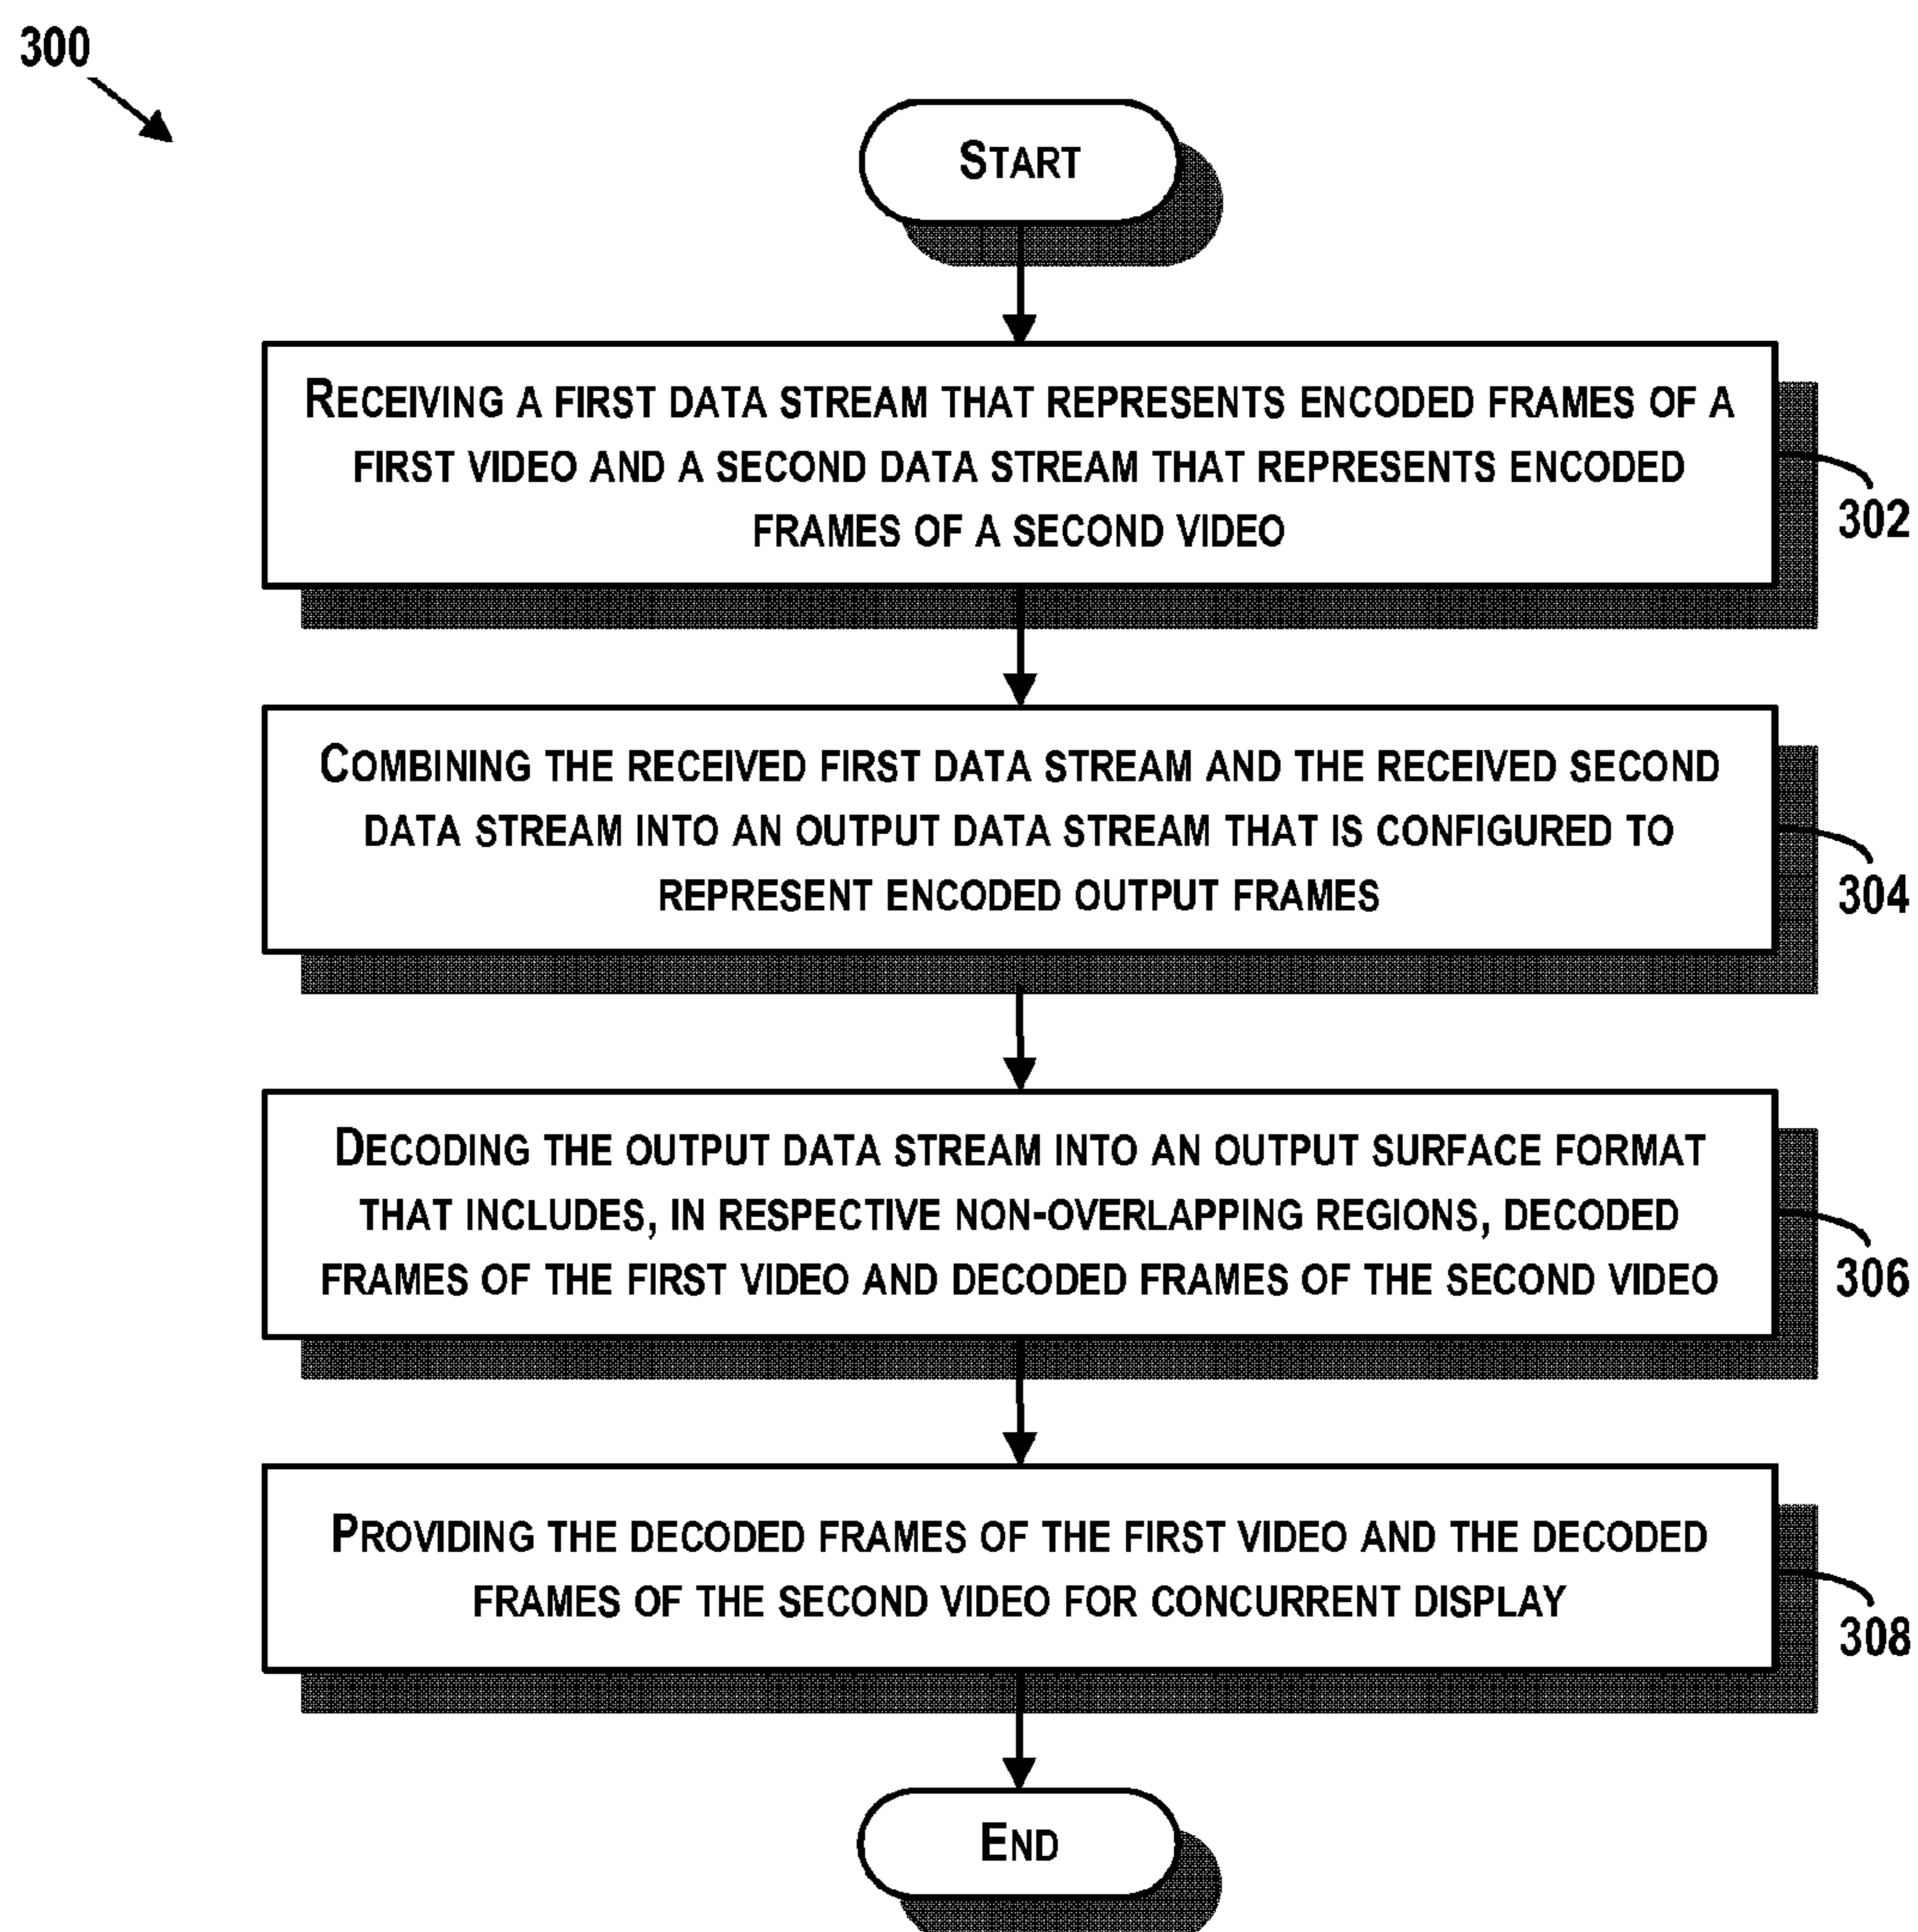 300
START
RECEIVING A FIRST DATA STREAM THAT REPRESENTS ENCODED FRAMES OF A
FIRST VIDEO AND A SECOND DATA STREAM THAT REPRESENTS ENCODED
FRAMES OF A SECOND VIDEO
302
COMBINING THE RECEIVED FIRST DATA STREAM AND THE RECEIVED SECOND
DATA STREAM INTO AN OUTPUT DATA STREAM THAT IS CONFIGURED TO
REPRESENT ENCODED OUTPUT FRAMES
304
DECODING THE OUTPUT DATA STREAM INTO AN OUTPUT SURFACE FORMAT
THAT INCLUDES, IN RESPECTIVE NON-OVERLAPPING REGIONS, DECODED
FRAMES OF THE FIRST VIDEO AND DECODED FRAMES OF THE SECOND VIDEO
306
PROVIDING THE DECODED FRAMES OF THE FIRST VIDEO AND THE DECODED
FRAMES OF THE SECOND VIDEO FOR CONCURRENT DISPLAY
308
END